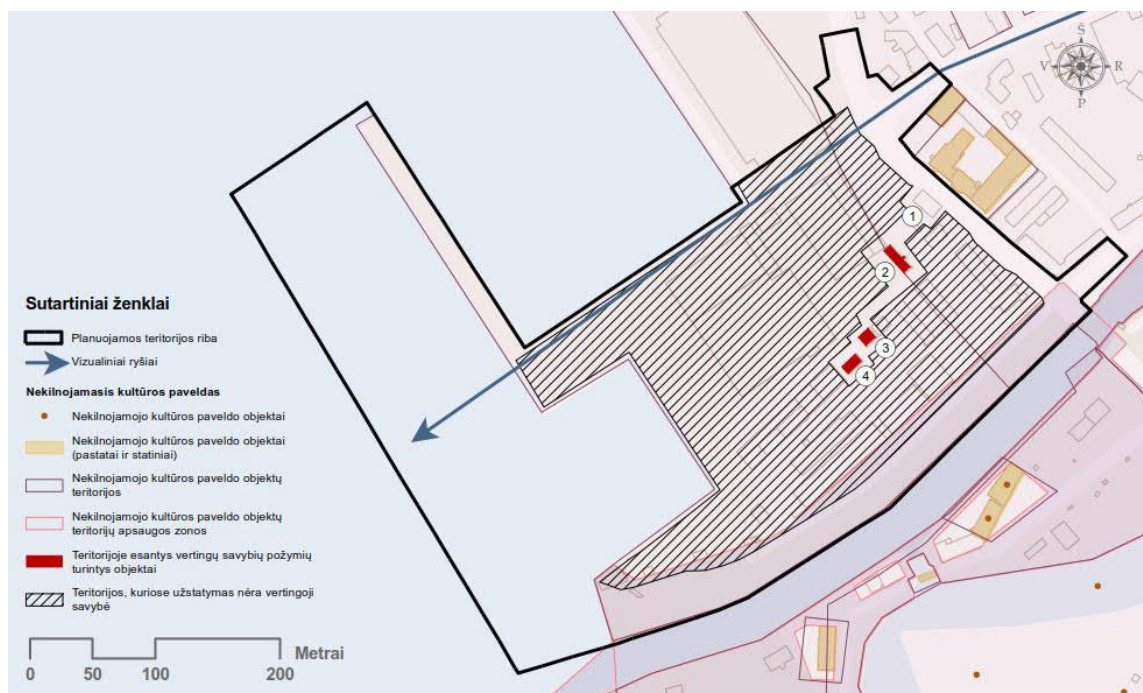 Š
V
R
P
1
2
3
4
Sutartiniai ženklai
Planuojamos teritorijos riba
Vizualiniai ryšiai
Nekilnojamasis kultūros paveldas
Nekilnojamojo kultūros paveldo objektai
Nekilnojamojo kultūros paveldo objektai
(pastatai ir statiniai)
Nekilnojamojo kultūros paveldo objektų
teritorijos
Nekilnojamojo kultūros paveldo objektų
teritorijų apsaugos zonos
Teritorijoje esantys vertingų savybių požymių
turintys objektai
Teritorijos, kuriose užstatymas nėra vertingoji
savybė
Metrai
0 50 100 200